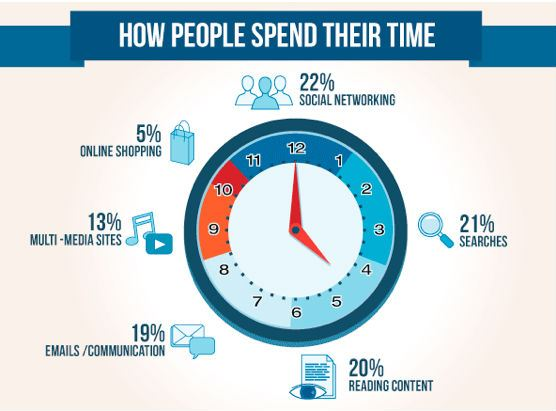 HOW PEOPLE SPEND THEIR TIME
22%
SOCIAL NETWORKING
5%
ONLINE SHOPPING
13%
MULTI -MEDIA SITES
21%
SEARCHES
19%
EMAILS /COMMUNICATION
20%
READING CONTENT
12
1
2
3
4
5
6
7
8
9
10
11